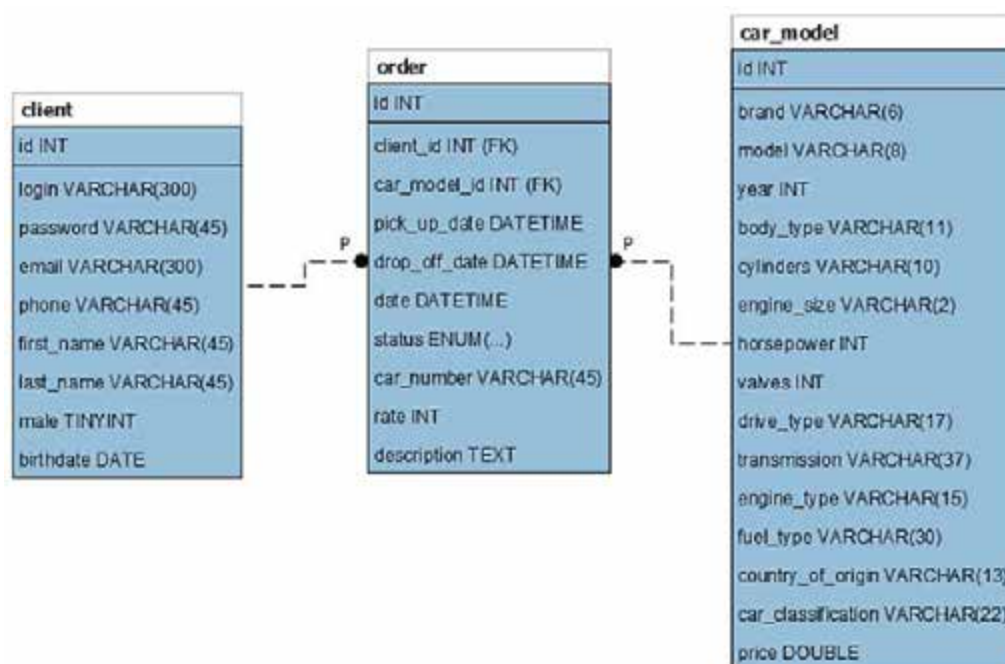 client
id INT
login VARCHAR(300)
password VARCHAR(45)
email VARCHAR(300)
phone VARCHAR(45)
first_name VARCHAR(45)
last_name VARCHAR(45)
male TINYINT
birthdate DATE
order
id INT
client_id INT (FK)
car_model_id INT (FK)
pick_up_date DATETIME
drop_off_date DATETIME
date DATETIME
status ENUM(...)
car_number VARCHAR(45)
rate INT
description TEXT
P
P
car_model
id INT
brand VARCHAR(6)
model VARCHAR(8)
year INT
body_type VARCHAR(11)
cylinders VARCHAR(10)
engine_size VARCHAR(2)
horsepower INT
valves INT
drive_type VARCHAR(17)
transmission VARCHAR(37)
engine_type VARCHAR(15)
fuel_type VARCHAR(30)
country_of_origin VARCHAR(13)
car_classification VARCHAR(22)
price DOUBLE